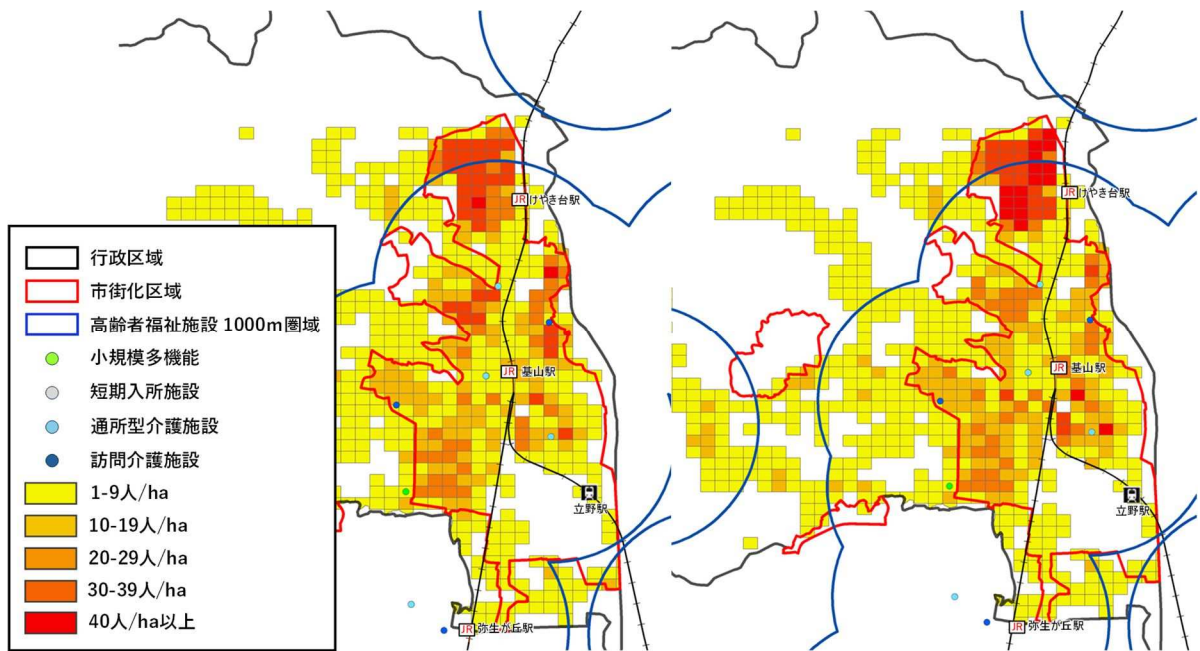 行政区域
市街化区域
高齢者福祉施設 1000m圏域
小規模多機能
短期入所施設
通所型介護施設
訪問介護施設
1-9人/ha
10-19人/ha
20-29人/ha
30-39人/ha
40人/ha以上
JR けやき台駅
JR 基山駅
立野駅
JR 弥生が丘駅
JR けやき台駅
JR 基山駅
立野駅
JR 弥生が丘駅